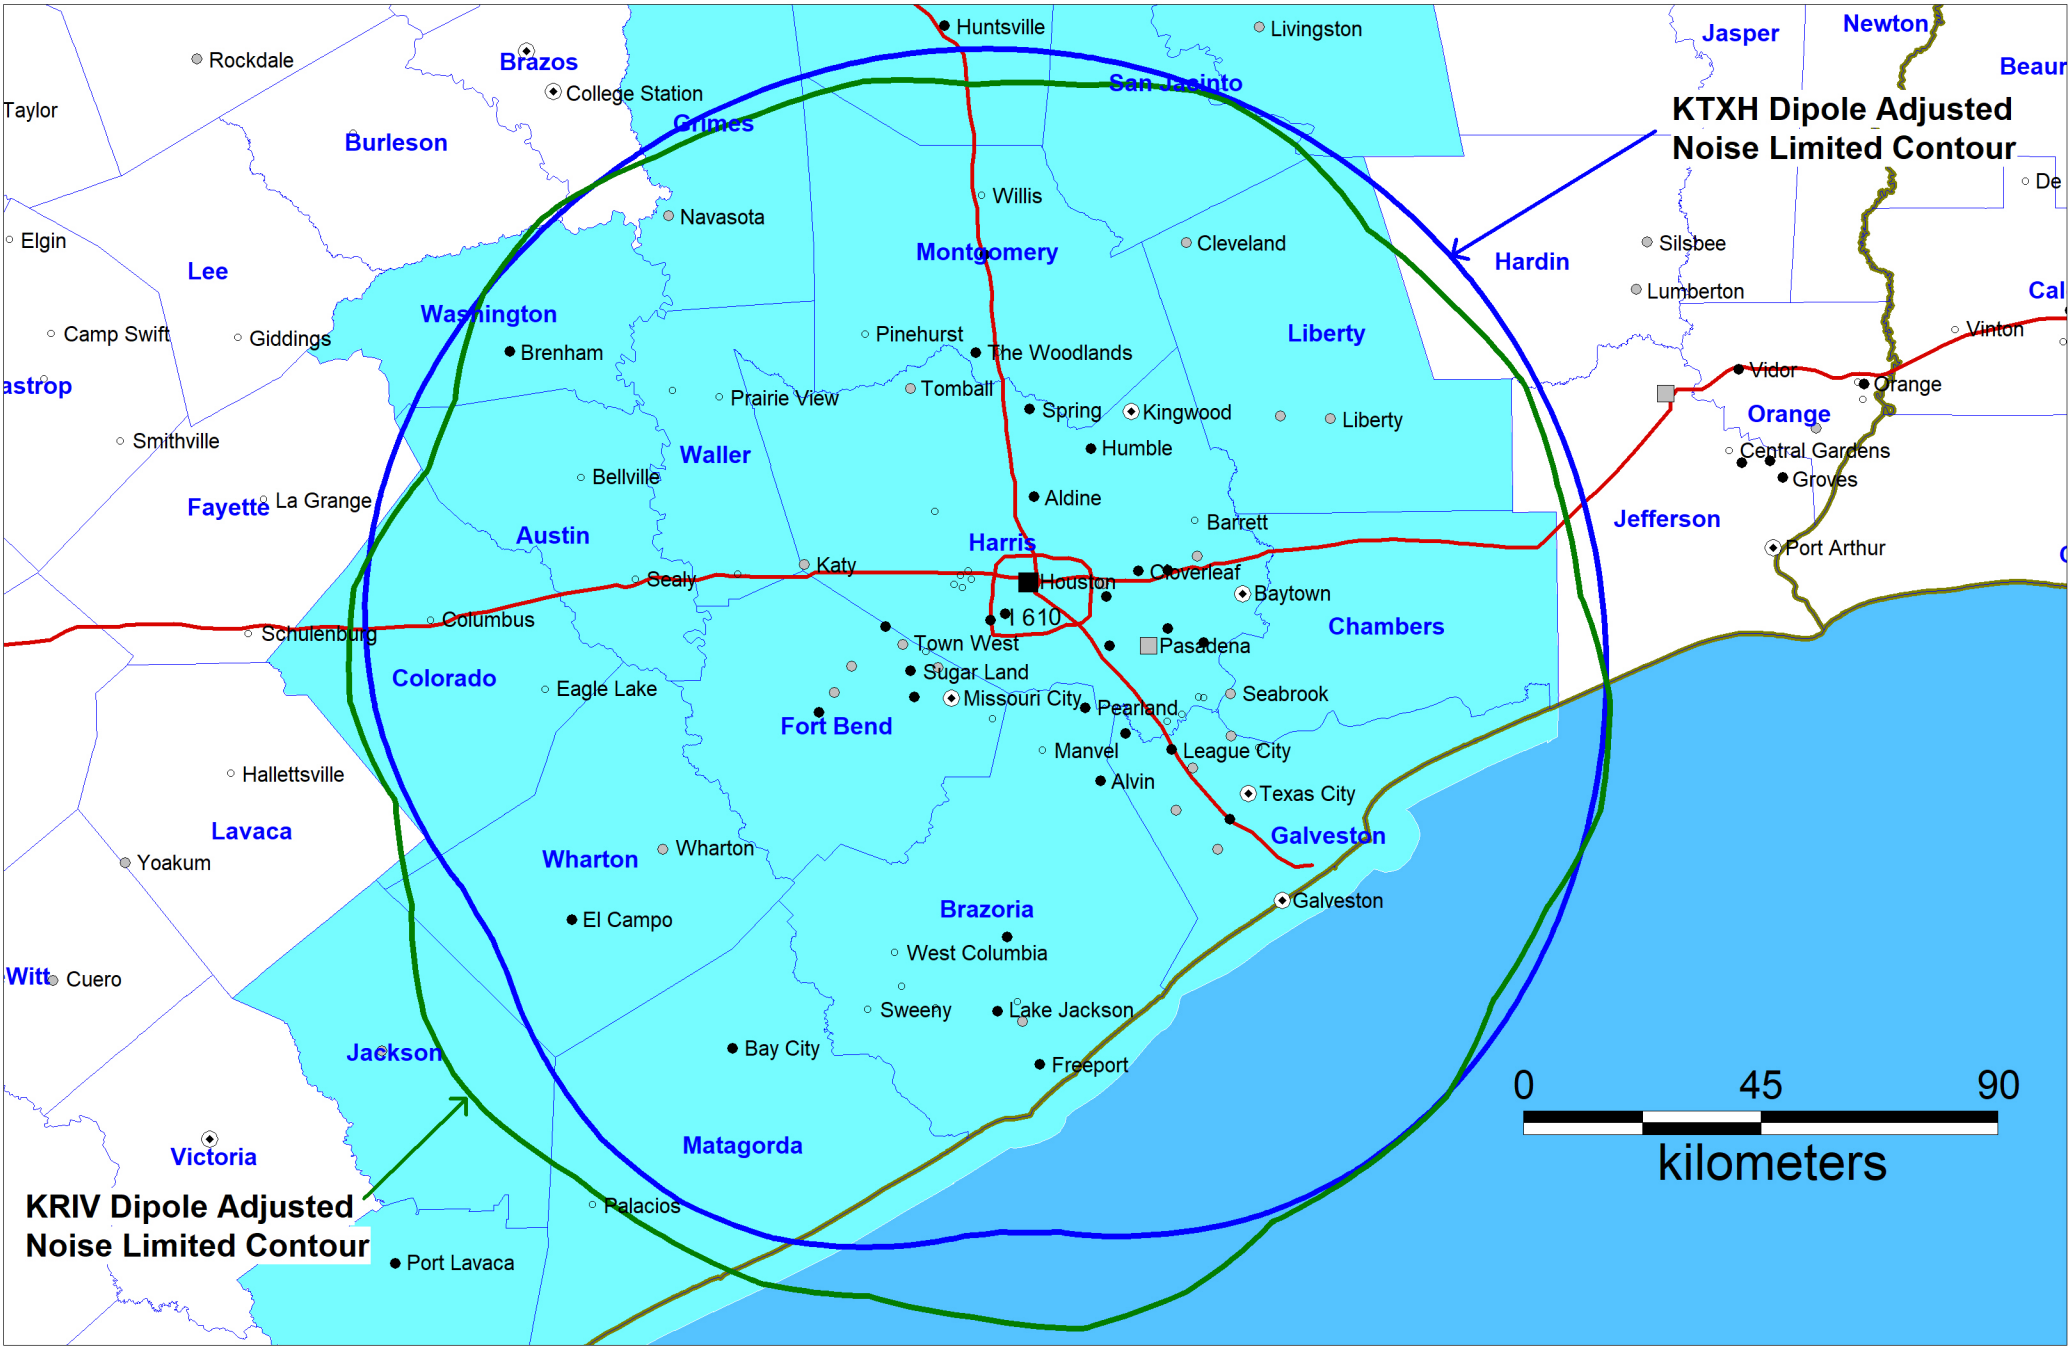 Huntsville
Livingston
Jasper
Newton
Rockdale
Brazos
Beaur
College Station
San Jacinto
KTXH Dipole Adjusted
Noise Limited Contour
Taylor
Grimes
Burleson
De
Willis
Navasota
Elgin
Cleveland
Silsbee
Montgomery
Hardin
Lee
Lumberton
Cal
Washington
Camp Swift
Giddings
Pinehurst
Liberty
Vinton
Brenham
The Woodlands
Vidor
astrop
Tomball
Orange
Prairie View
Spring
Kingwood
Liberty
Orange
Smithville
Waller
Humble
Central Gardens
Bellville
Groves
La Grange
Fayette
Aldine
Barrett
Jefferson
Austin
Harris
Port Arthur
C
Katy
Sealy
Houston
Cloverleaf
Baytown
Columbus
I 610
Chambers
Schulenburg
Town West
Pasadena
Colorado
Sugar Land
Eagle Lake
Missouri City
Seabrook
Pearland
Fort Bend
Manvel
League City
Hallettsville
Alvin
Texas City
Lavaca
Galveston
Wharton
Wharton
Yoakum
Galveston
Brazoria
El Campo
West Columbia
Witt
Cuero
Sweeny
Lake Jackson
Jackson
Bay City
Freeport
0 45 90
kilometers
Matagorda
Victoria
KRIV Dipole Adjusted
Noise Limited Contour
Palacios
Port Lavaca